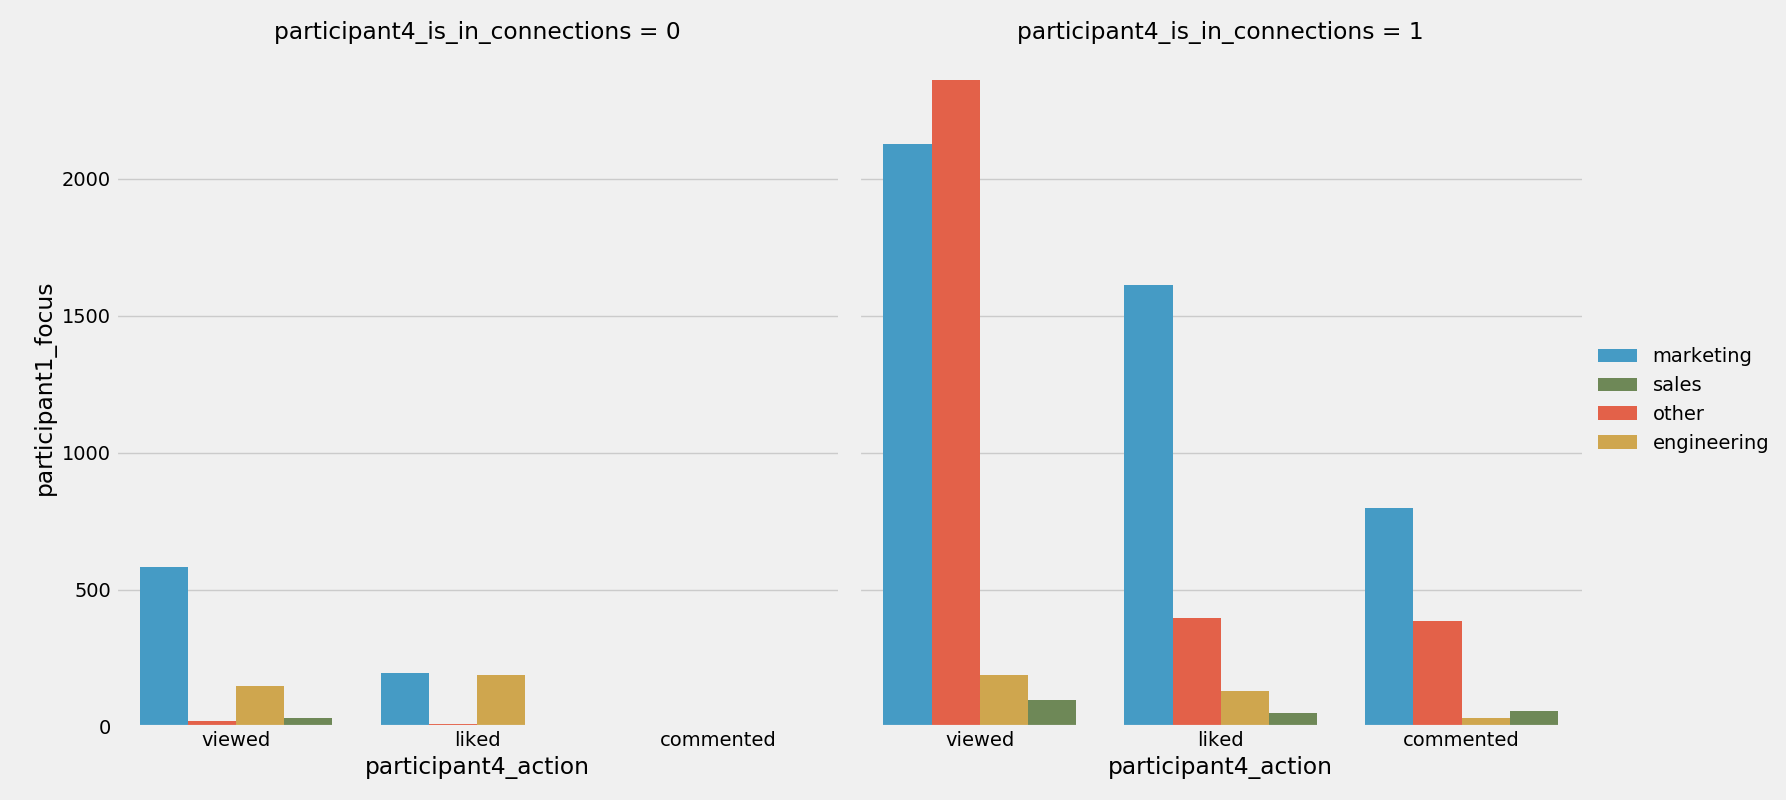 participant4_is_in_connections = 0
participant4_is_in_connections = 1
participant1_focus
2000
1500
1000
500
0
viewed
liked
commented
participant4_action
viewed
liked
commented
participant4_action
marketing
sales
other
engineering